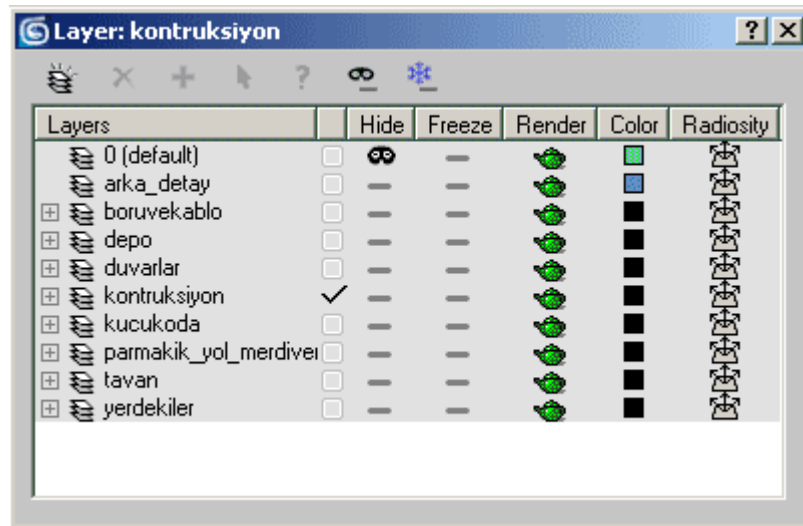 Layer: kontruksiyon
Layers Hide Freeze Render Color Radiosity
0 (default)
arka_detay
boruvekablo
depo
duvarlar
kontruksiyon
kucukoda
parmakik_yol_merdiver
tavan
yerdekiler